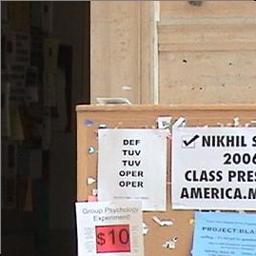 DEF
TUV
TUV
OPER
OPER
NIKHIL S
2006
CLASS PRES
AMERICA.M
Group Psychology
Experiment!
$10
PROJECT:BLA